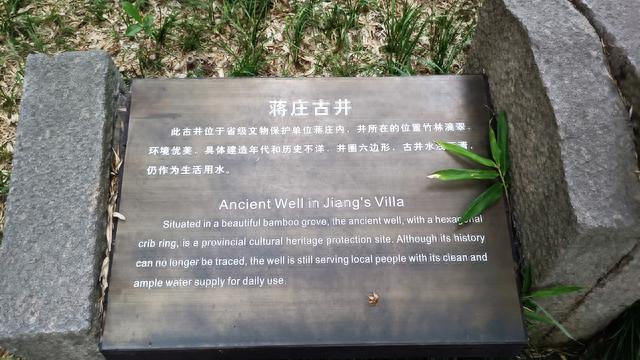 蒋庄古井
此古井位于省级文物保护单位蒋庄内，井所在的位置竹林滴翠，
环境优美。具体建造年代和历史不详，井圈六边形，古井水
仍作为生活用水。
Ancient Well in Jiang's Villa
Situated in a beautiful bamboo grove, the ancient well, with a hexagonal
crib ring, is a provincial cultural heritage protection site. Although its history
can no longer be traced, the well is still serving local people with its clean and
ample water supply for daily use.